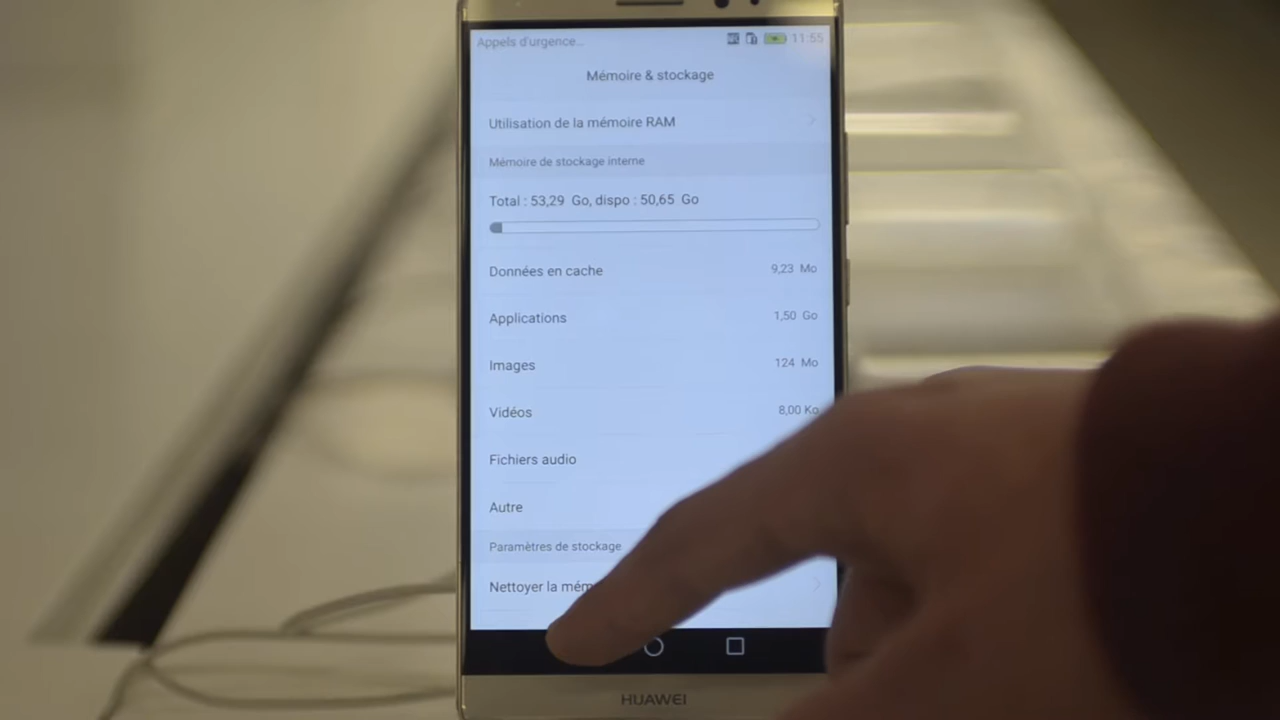 Appels d'urgence... 11:55
Mémoire & stockage
Utilisation de la mémoire RAM
Mémoire de stockage interne
Total : 53,29 Go, dispo : 50,65 Go
Données en cache 9,23 Mo
Applications 1,50 Go
Images 124 Mo
Vidéos 8,00 Ko
Fichiers audio
Autre
Paramètres de stockage
Nettoyer la mém
HUAWEI